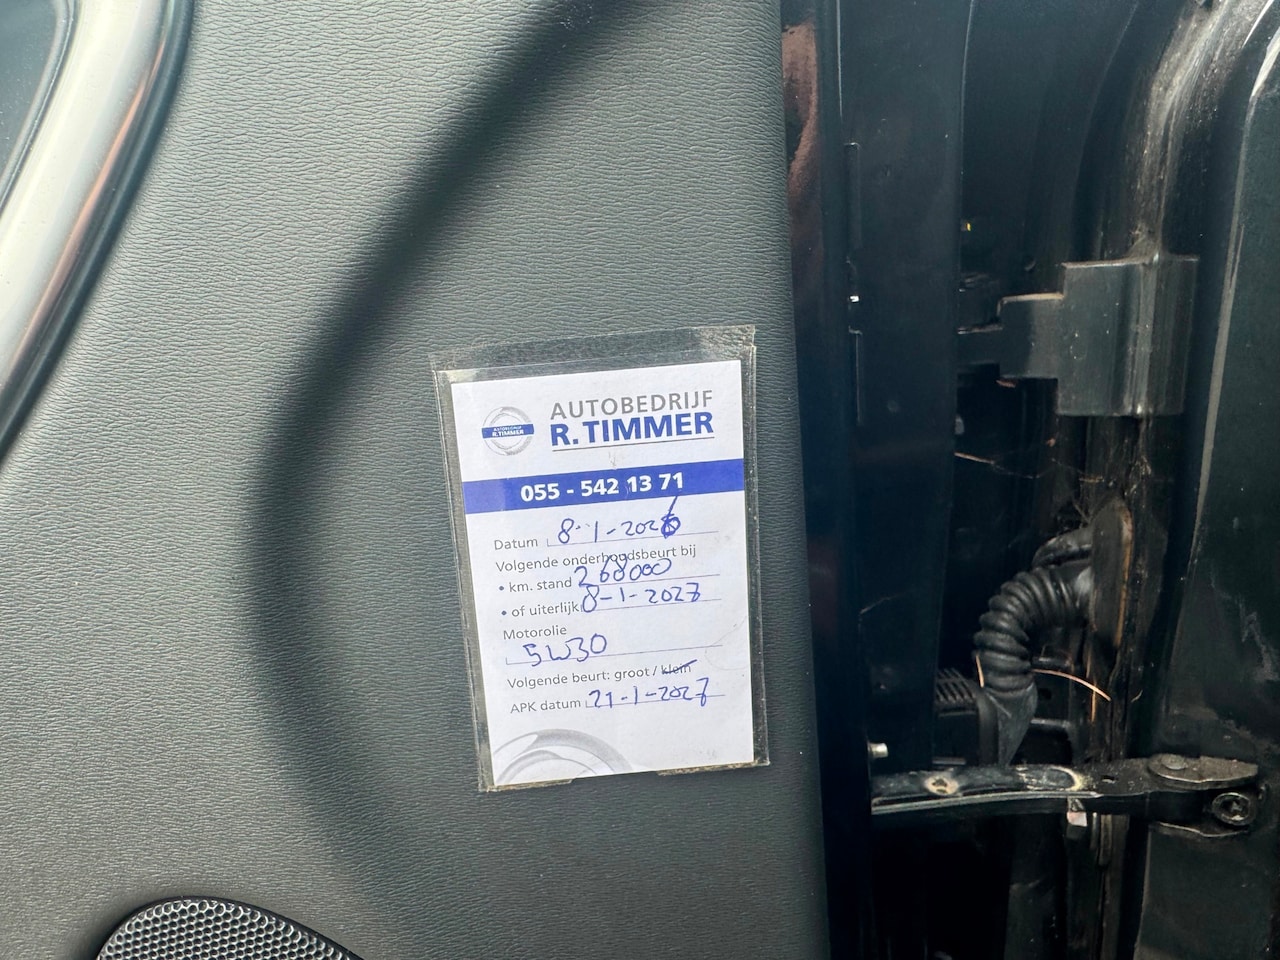 AUTOBEDRIJF
R. TIMMER
AUTOBEDRIJF
R. TIMMER
055 - 542 13 71
Datum 8-1-2026
Volgende onderhoudsbeurt bij
• km. stand 268000
• of uiterlijk 8-1-2027
Motorolie
5W30
Volgende beurt: groot / klein
APK datum 21-1-2027